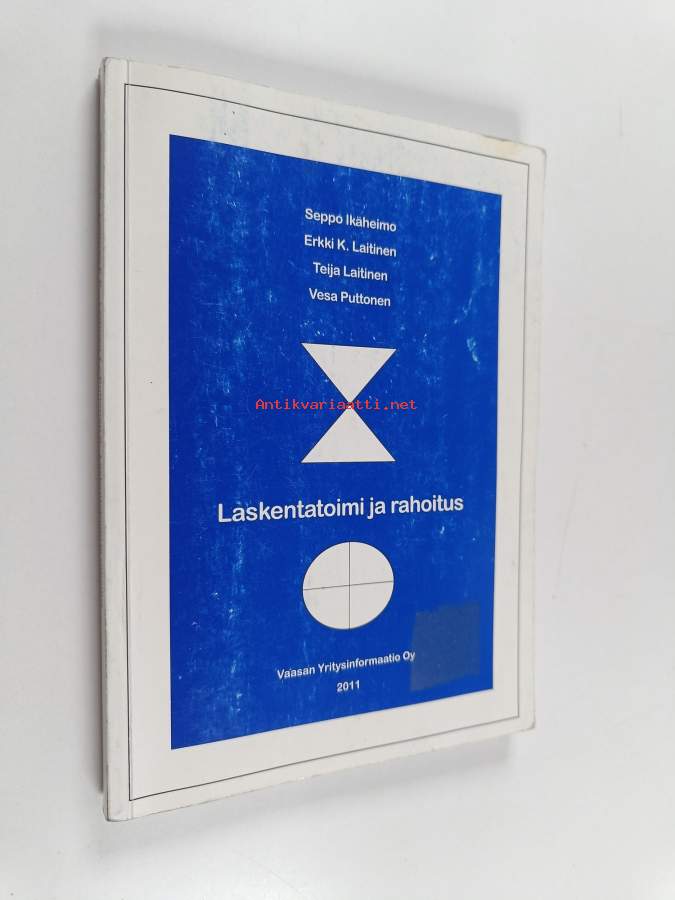 Seppo Ikäheimo
Erkki K. Laitinen
Teija Laitinen
Vesa Puttonen
Antikvariaatti.net
Laskentatoimi ja rahoitus
Vaasan Yritysinformaatio Oy
2011